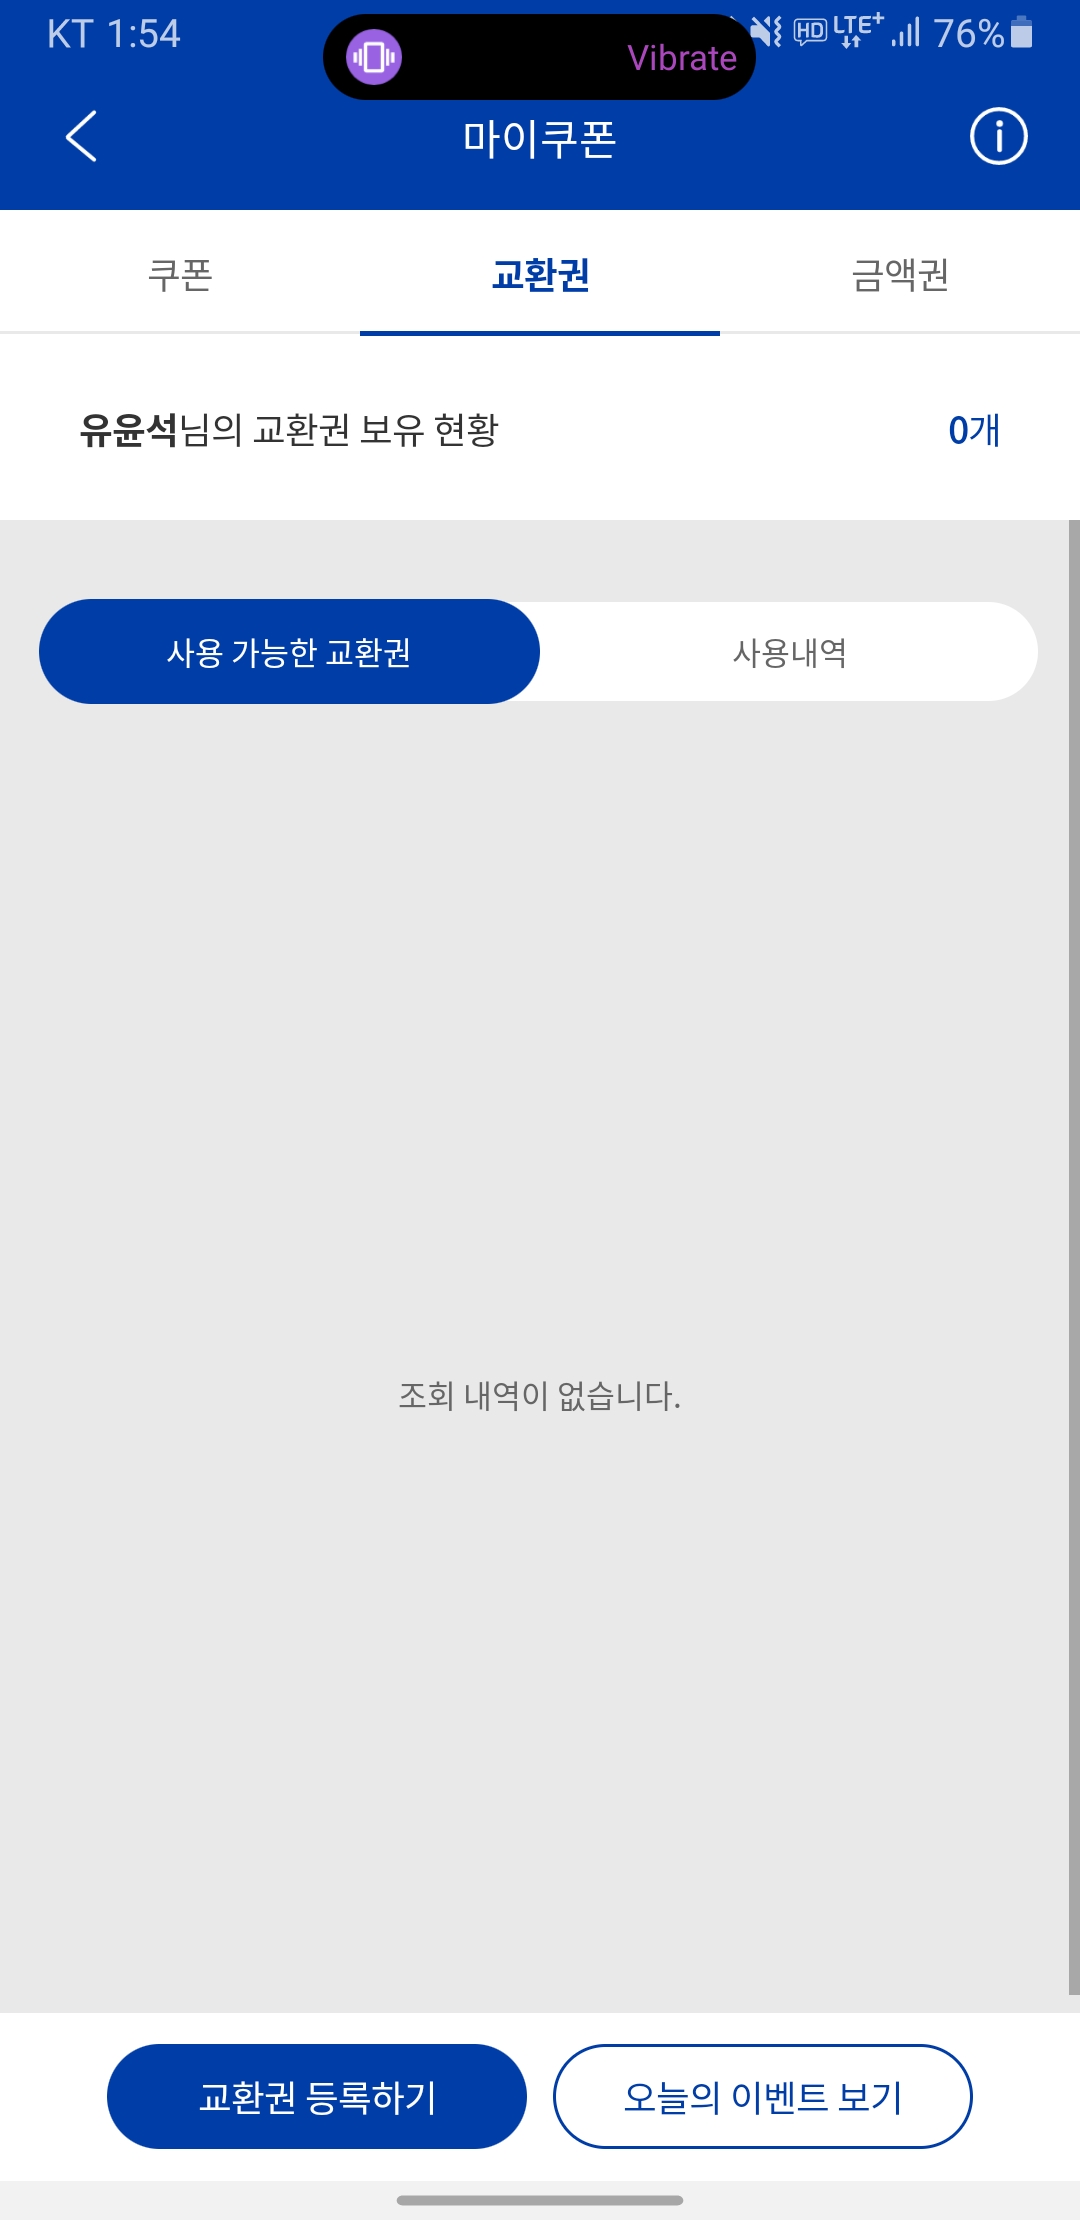 KT 1:54
Vibrate
HD LTE+ 76%
마이쿠폰
쿠폰 교환권 금액권
유윤석님의 교환권 보유 현황 0개
사용 가능한 교환권 사용내역
조회 내역이 없습니다.
교환권 등록하기 오늘의 이벤트 보기